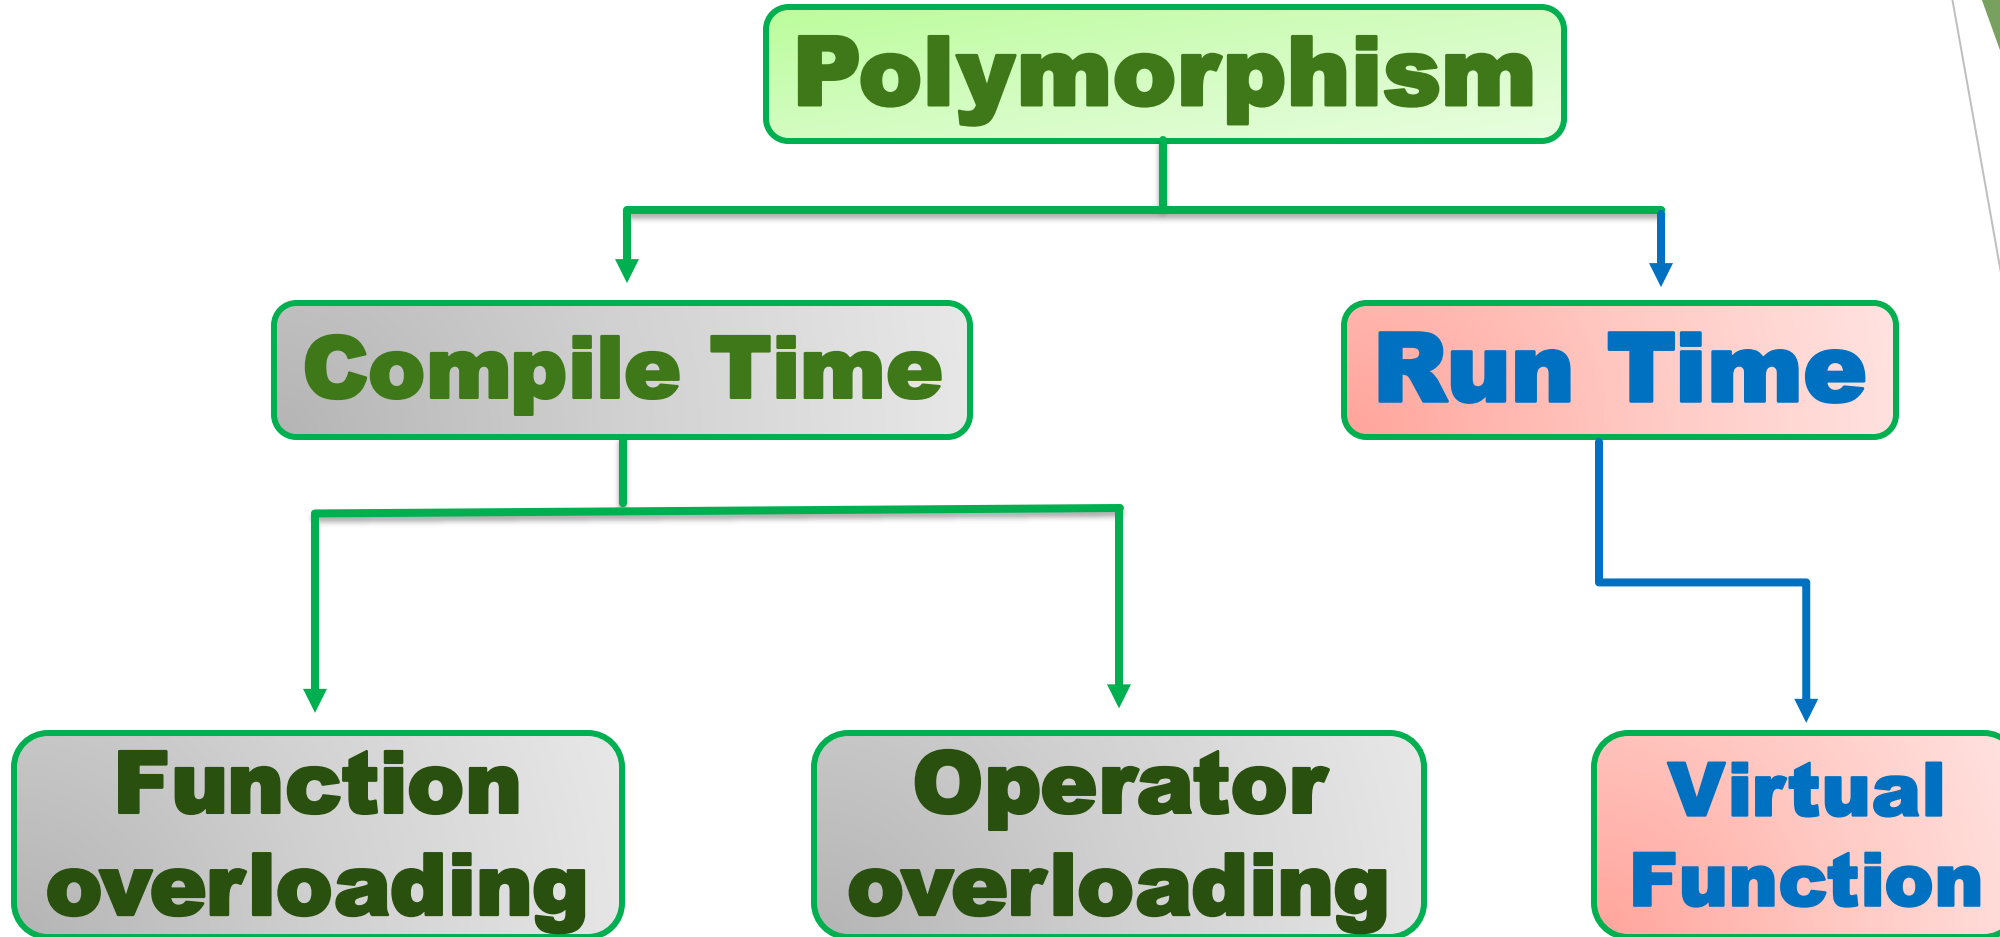 Polymorphism
Compile Time
Run Time
Function
overloading
Operator
overloading
Virtual
Function